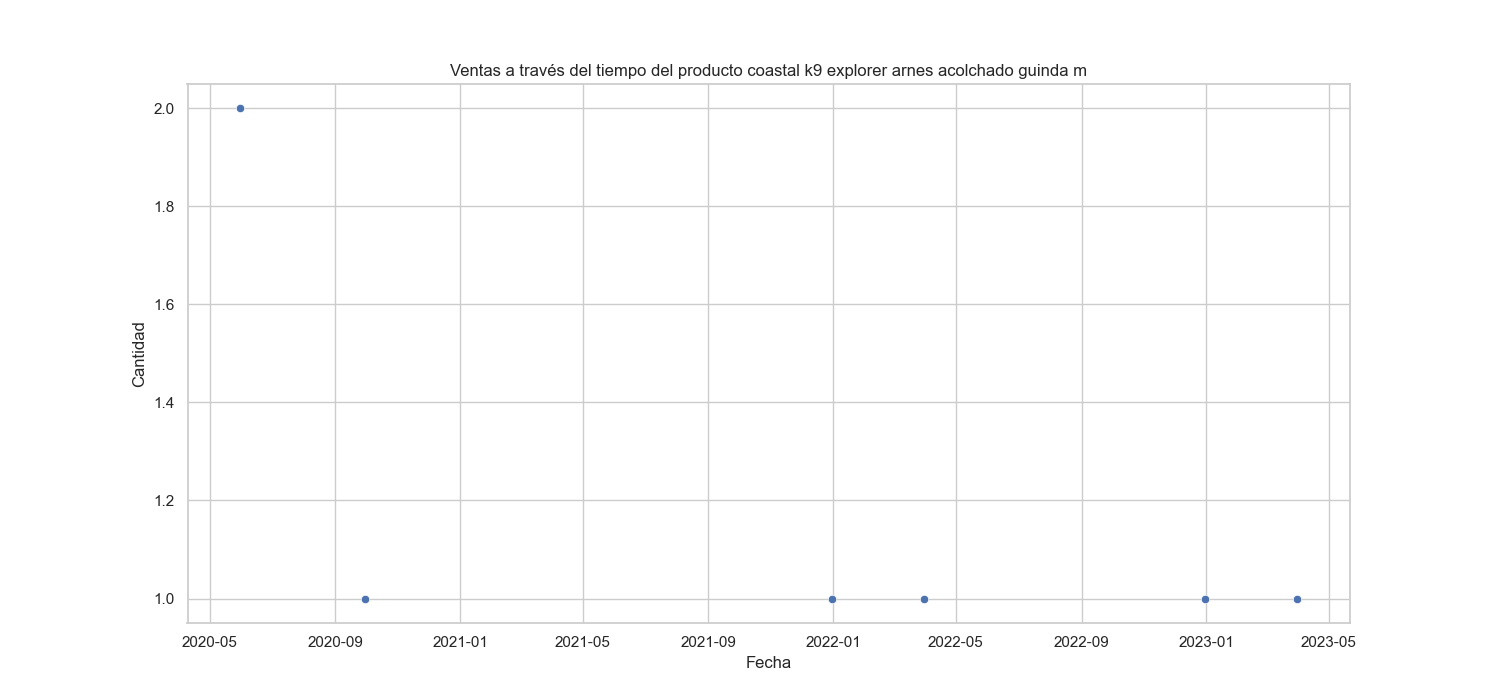 Ventas a través del tiempo del producto coastal k9 explorer arnes acolchado guinda m
2.0
1.8
1.6
1.4
1.2
1.0
Cantidad
2020-05 2020-09 2021-01 2021-05 2021-09 2022-01 2022-05 2022-09 2023-01 2023-05
Fecha